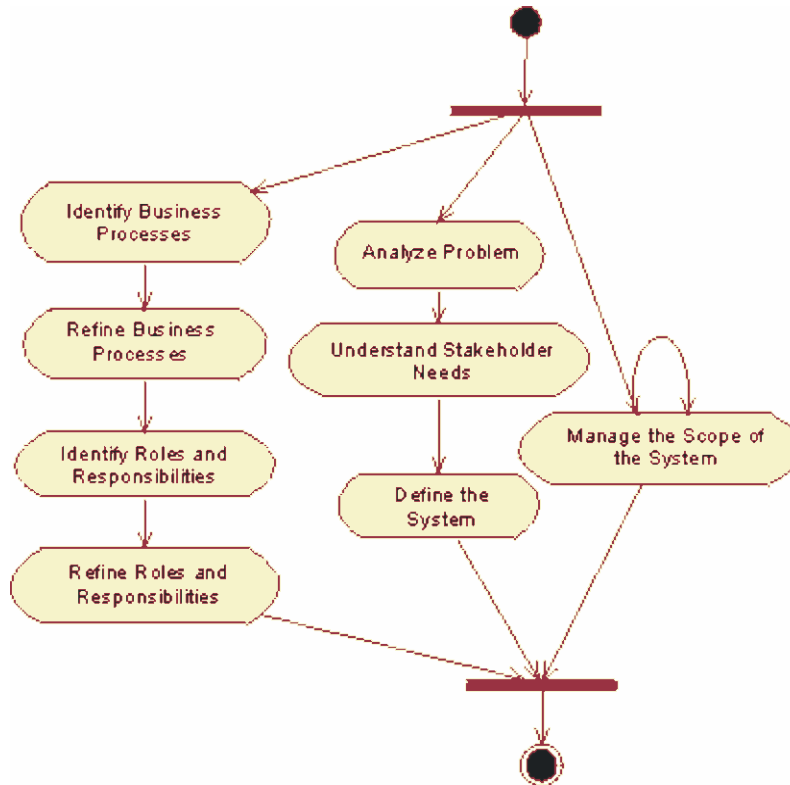 Identify Business
Processes
Refine Business
Processes
Identify Roles and
Responsibilities
Refine Roles and
Responsibilities
Analyze Problem
Understand Stakeholder
Needs
Define the
System
Manage the Scope of
the System